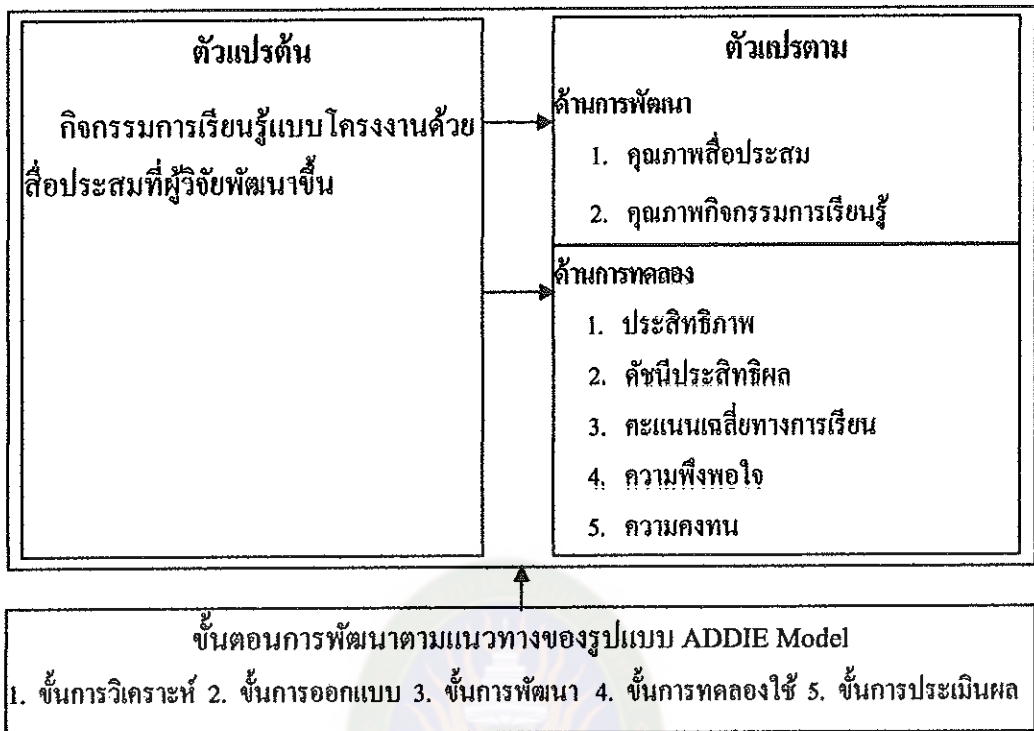 ตัวแปรต้น
กิจกรรมการเรียนรู้แบบโครงงานด้วย
สื่อประสมที่ผู้วิจัยพัฒนาขึ้น
ตัวแปรตาม
ด้านการพัฒนา
1. คุณภาพสื่อประสม
2. คุณภาพกิจกรรมการเรียนรู้
ด้านการทดลอง
1. ประสิทธิภาพ
2. ดัชนีประสิทธิผล
3. คะแนนเฉลี่ยทางการเรียน
4. ความพึงพอใจ
5. ความคงทน
ขั้นตอนการพัฒนาตามแนวทางของรูปแบบ ADDIE Model
1. ขั้นการวิเคราะห์ 2. ขั้นการออกแบบ 3. ขั้นการพัฒนา 4. ขั้นการทดลองใช้ 5. ขั้นการประเมินผล